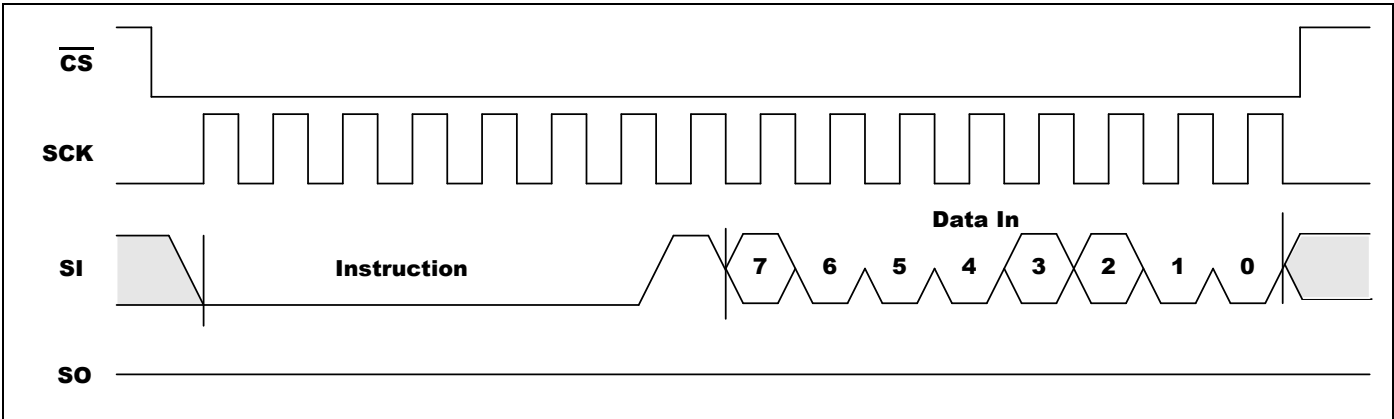 CS
SCK
Data In
SI Instruction 7 6 5 4 3 2 1 0
SO